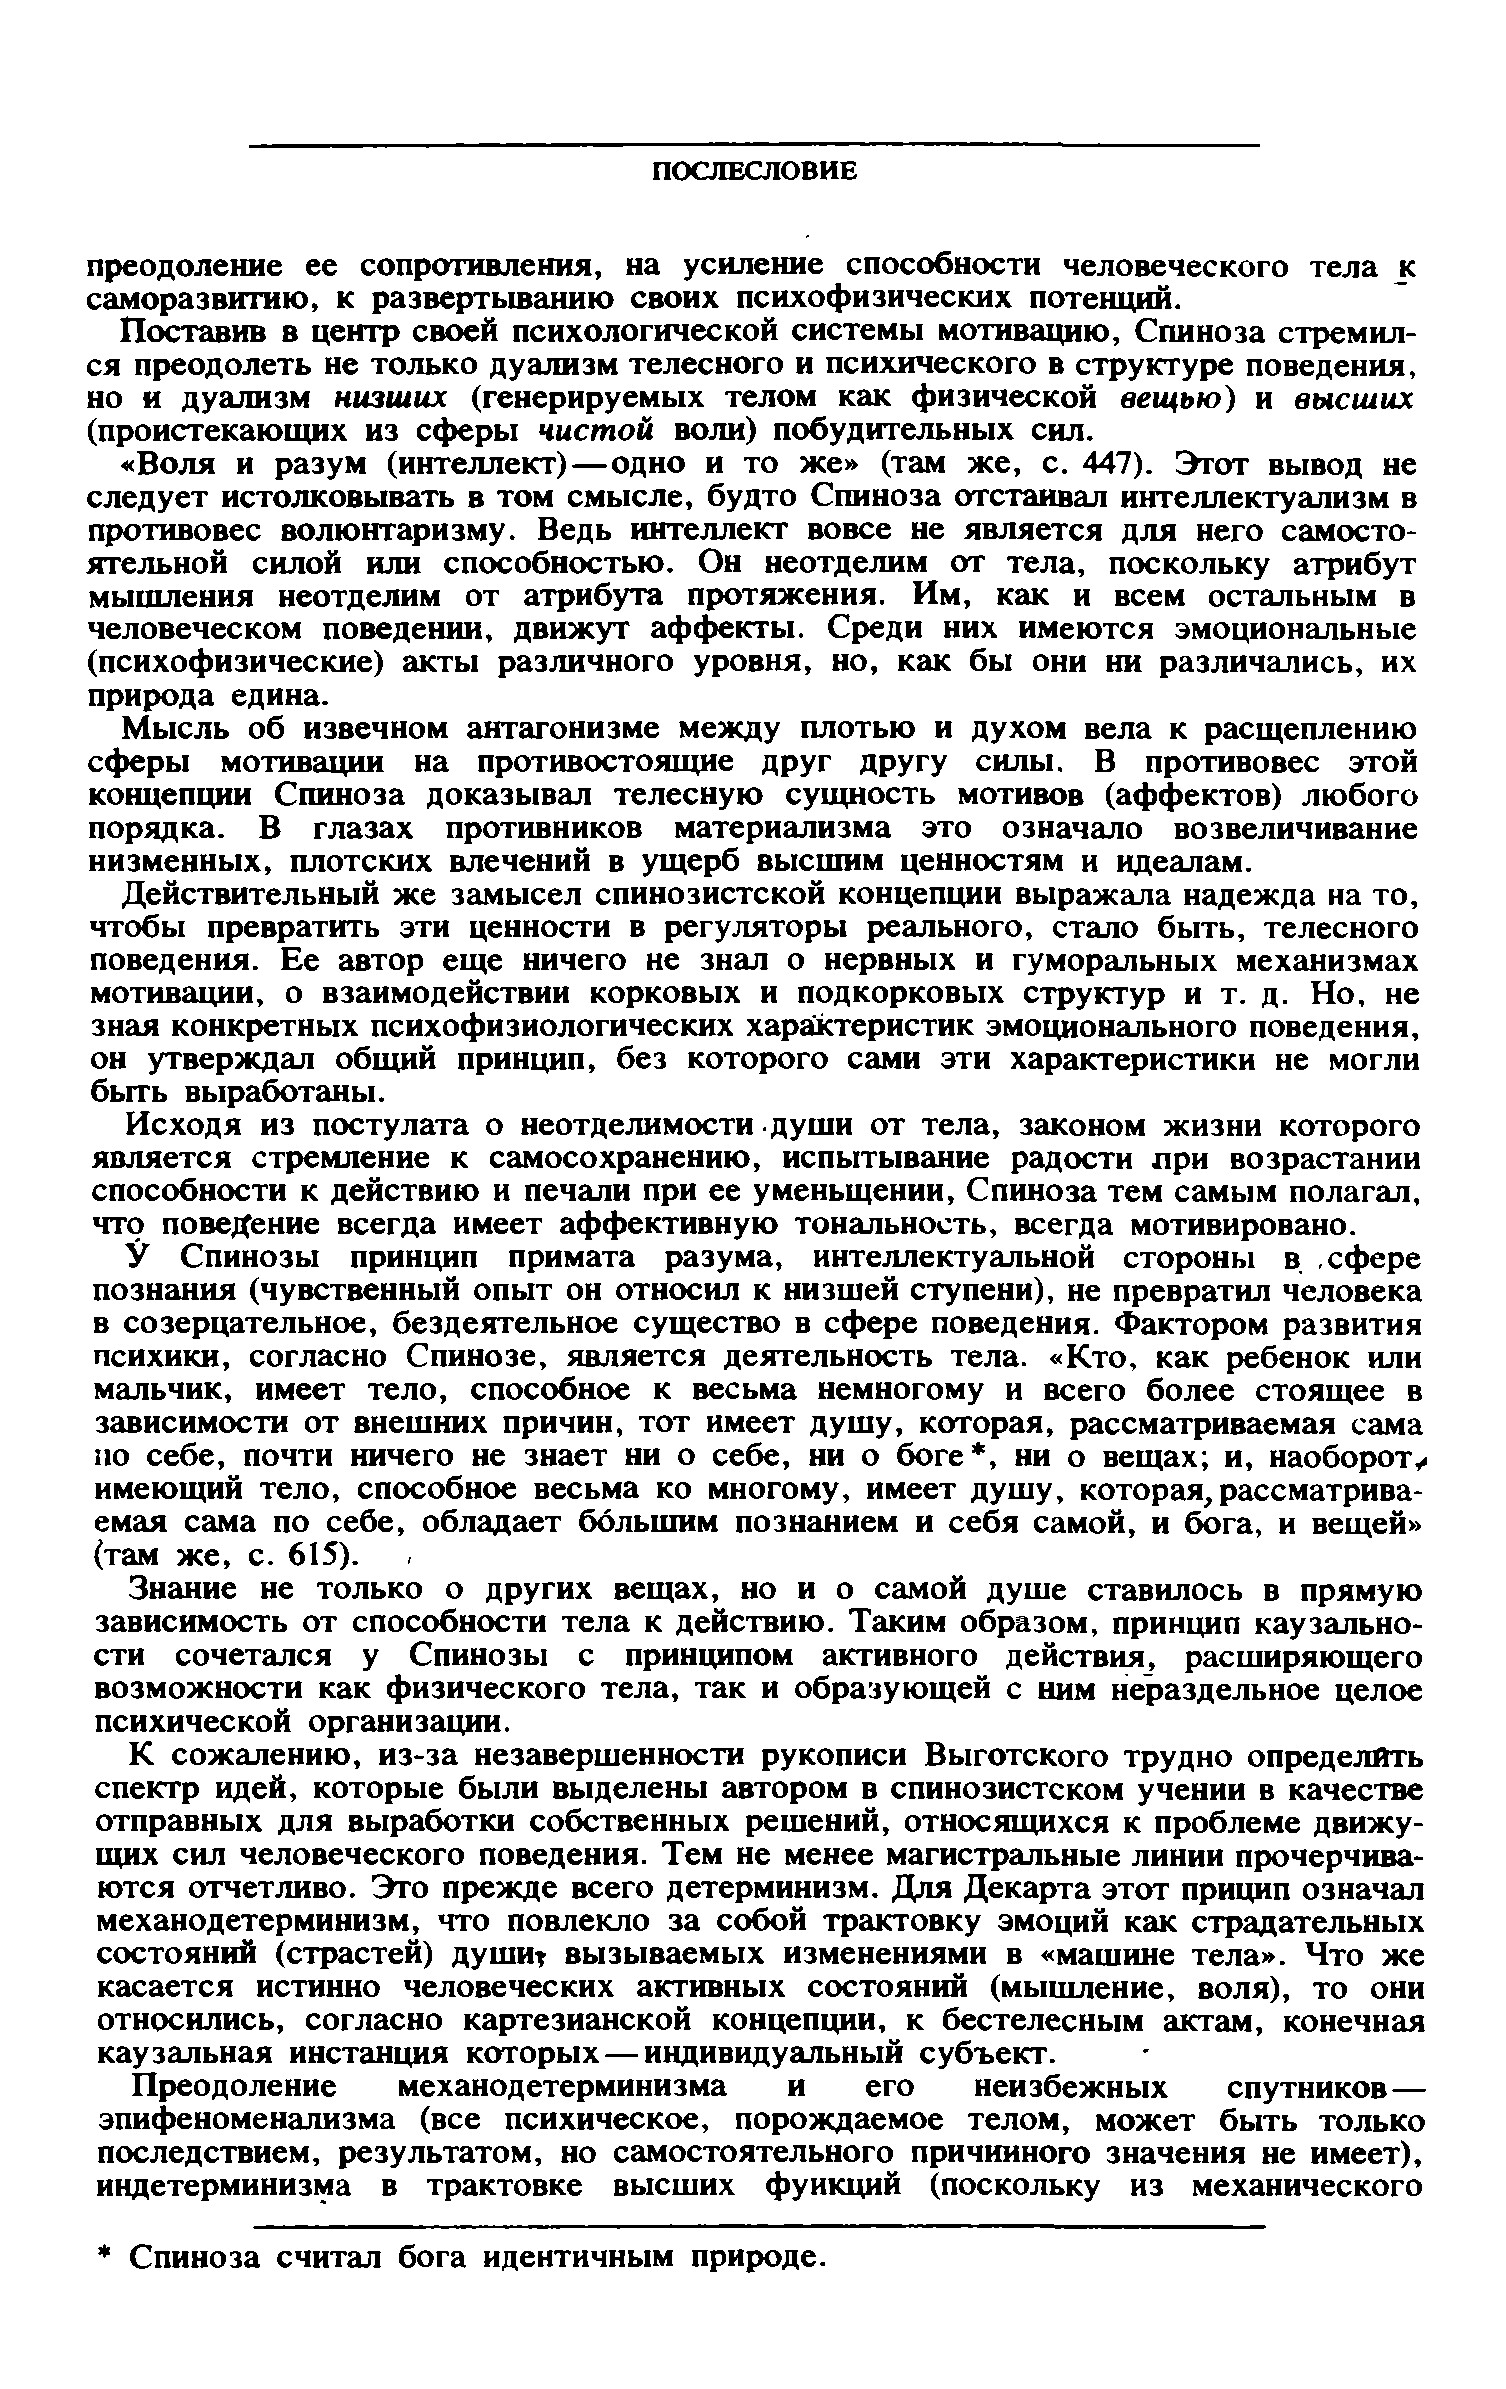 ПОСЛЕСЛОВИЕ
преодоление ее сопротивления, на усиление способности человеческого тела к
саморазвитию, к развертыванию своих психофизических потенций.
Поставив в центр своей психологической системы мотивацию, Спиноза стремил-
ся преодолеть не только дуализм телесного и психического в структуре поведения,
но и дуализм низших (генерируемых телом как физической вещью) и высших
(проистекающих из сферы чистой воли) побудительных сил.
«Воля и разум (интеллект)—одно и то же» (там же, с. 447). Этот вывод не
следует истолковывать в том смысле, будто Спиноза отстаивал интеллектуализм в
противовес волюнтаризму. Ведь интеллект вовсе не является для него самосто-
ятельной силой или способностью. Он неотделим от тела, поскольку атрибут
мышления неотделим от атрибута протяжения. Им, как и всем остальным в
человеческом поведении, движут аффекты. Среди них имеются эмоциональные
(психофизические) акты различного уровня, но, как бы они ни различались, их
природа едина.
Мысль об извечном антагонизме между плотью и духом вела к расщеплению
сферы мотивации на противостоящие друг другу силы. В противовес этой
концепции Спиноза доказывал телесную сущность мотивов (аффектов) любого
порядка. В глазах противников материализма это означало возвеличивание
низменных, плотских влечений в ущерб высшим ценностям и идеалам.
Действительный же замысел спинозистской концепции выражала надежда на то,
чтобы превратить эти ценности в регуляторы реального, стало быть, телесного
поведения. Ее автор еще ничего не знал о нервных и гуморальных механизмах
мотивации, о взаимодействии корковых и подкорковых структур и т. д. Но, не
зная конкретных психофизиологических характеристик эмоционального поведения,
он утверждал общий принцип, без которого сами эти характеристики не могли
быть выработаны.
Исходя из постулата о неотделимости души от тела, законом жизни которого
является стремление к самосохранению, испытывание радости при возрастании
способности к действию и печали при ее уменьщении, Спиноза тем самым полагал,
что поведение всегда имеет аффективную тональность, всегда мотивировано.
У Спинозы принцип примата разума, интеллектуальной стороны в сфере
познания (чувственный опыт он относил к низшей ступени), не превратил человека
в созерцательное, бездеятельное существо в сфере поведения. Фактором развития
психики, согласно Спинозе, является деятельность тела. «Кто, как ребенок или
мальчик, имеет тело, способное к весьма немногому и всего более стоящее в
зависимости от внешних причин, тот имеет душу, которая, рассматриваемая сама
по себе, почти ничего не знает ни о себе, ни о боге*, ни о вещах; и, наоборот,
имеющий тело, способное весьма ко многому, имеет душу, которая, рассматрива-
емая сама по себе, обладает бóльшим познанием и себя самой, и бога, и вещей»
(там же, с. 615).
Знание не только о других вещах, но и о самой душе ставилось в прямую
зависимость от способности тела к действию. Таким образом, принцип каузально-
сти сочетался у Спинозы с принципом активного действия, расширяющего
возможности как физического тела, так и образующей с ним нераздельное целое
психической организации.
К сожалению, из-за незавершенности рукописи Выготского трудно определить
спектр идей, которые были выделены автором в спинозистском учении в качестве
отправных для выработки собственных решений, относящихся к проблеме движу-
щих сил человеческого поведения. Тем не менее магистральные линии прочерчива-
ются отчетливо. Это прежде всего детерминизм. Для Декарта этот прицип означал
механодетерминизм, что повлекло за собой трактовку эмоций как страдательных
состояний (страстей) души, вызываемых изменениями в «машине тела». Что же
касается истинно человеческих активных состояний (мышление, воля), то они
относились, согласно картезианской концепции, к бестелесным актам, конечная
каузальная инстанция которых—индивидуальный субъект.
Преодоление механодетерминизма и его неизбежных спутников—
эпифеноменализма (все психическое, порождаемое телом, может быть только
последствием, результатом, но самостоятельного причинного значения не имеет),
индетерминизма в трактовке высших функций (поскольку из механического
* Спиноза считал бога идентичным природе.